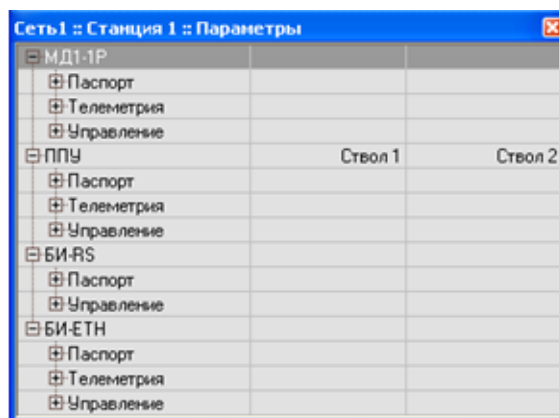 Сеть1 :: Станция 1 :: Параметры
МД1-1Р
Паспорт
Телеметрия
Управление
ППУ Ствол 1 Ствол 2
Паспорт
Телеметрия
Управление
БИ-RS
Паспорт
Управление
БИ-ETH
Паспорт
Телеметрия
Управление